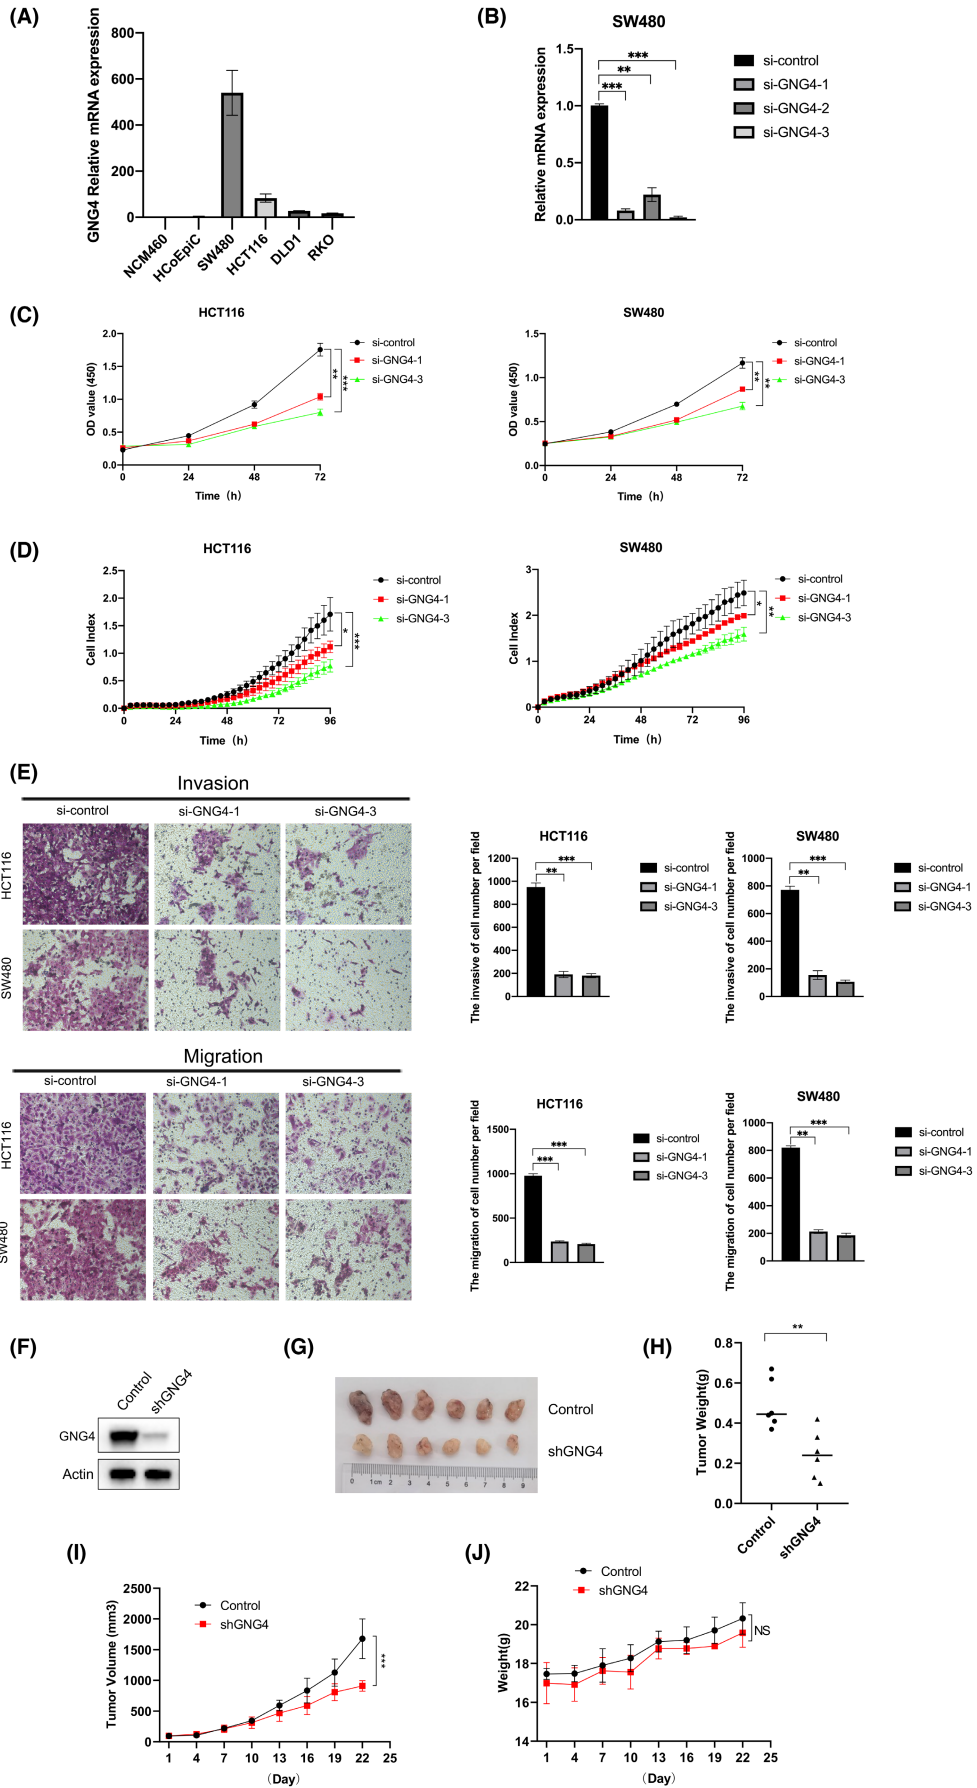 (A)
GNG4 Relative mRNA expression
800
600
400
200
0
NCM460
HCoEpiC
SW480
HCT116
DLD1
RKO
(B)
SW480
Relative mRNA expression
1.5
1.0
0.5
0.0
***
**
***
si-control
si-GNG4-1
si-GNG4-2
si-GNG4-3
(C)
HCT116
OD value (450)
2.0
1.5
1.0
0.5
0.0
0 24 48 72
Time (h)
si-control
si-GNG4-1
si-GNG4-3
**
***
SW480
OD value (450)
1.5
1.0
0.5
0.0
0 24 48 72
Time (h)
si-control
si-GNG4-1
si-GNG4-3
**
**
(D)
HCT116
Cell Index
2.5
2.0
1.5
1.0
0.5
0.0
0 24 48 72 96
Time (h)
si-control
si-GNG4-1
si-GNG4-3
*
***
SW480
Cell Index
3
2
1
0
0 24 48 72 96
Time (h)
si-control
si-GNG4-1
si-GNG4-3
*
**
(E)
Invasion
si-control si-GNG4-1 si-GNG4-3
HCT116
SW480
HCT116
The invasive of cell number per field
1200
1000
800
600
400
200
0
***
**
si-control
si-GNG4-1
si-GNG4-3
SW480
The invasive of cell number per field
1000
800
600
400
200
0
***
**
si-control
si-GNG4-1
si-GNG4-3
Migration
si-control si-GNG4-1 si-GNG4-3
HCT116
SW480
HCT116
The migration of cell number per field
1500
1000
500
0
***
***
si-control
si-GNG4-1
si-GNG4-3
SW480
The migration of cell number per field
1000
800
600
400
200
0
***
**
si-control
si-GNG4-1
si-GNG4-3
(F)
Control
shGNG4
GNG4
Actin
(G)
Control
shGNG4
0 1cm 2 3 4 5 6 7 8 9
(H)
Tumor Weight(g)
0.8
0.6
0.4
0.2
0.0
**
Control
shGNG4
(I)
Tumor Volume (mm3)
2500
2000
1500
1000
500
0
1 4 7 10 13 16 19 22 25
(Day)
Control
shGNG4
***
(J)
Weight(g)
22
20
18
16
14
1 4 7 10 13 16 19 22 25
(Day)
Control
shGNG4
NS